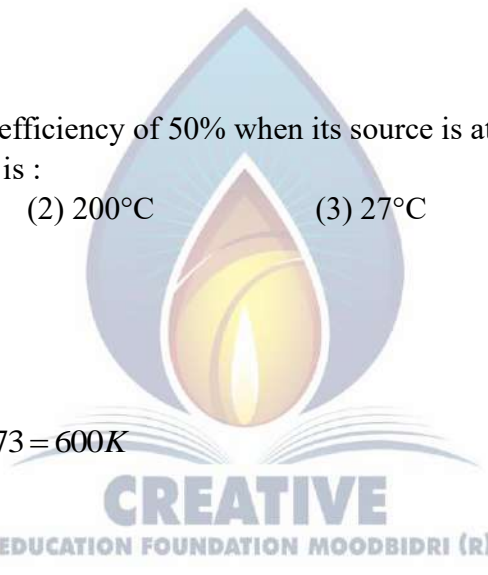 efficiency of 50% when its source is at
is :
(2) 200°C (3) 27°C
73 = 600K
CREATIVE
EDUCATION FOUNDATION MOODBIDRI (R)